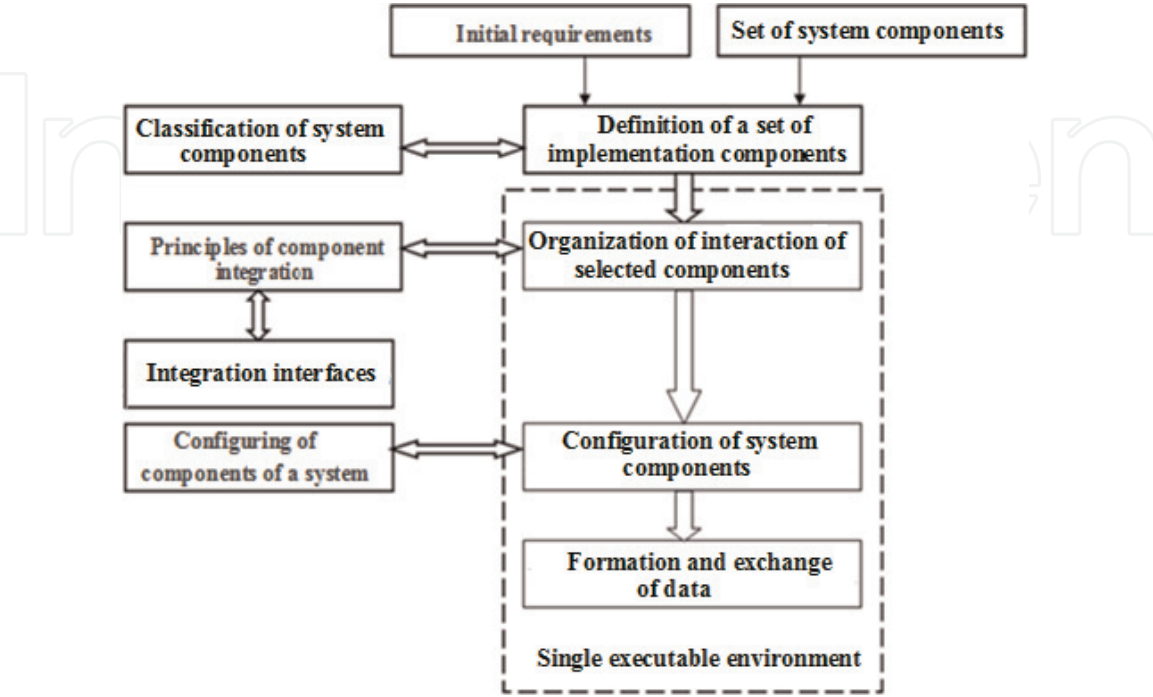 Initial requirements
Set of system components
Classification of system
components
Definition of a set of
implementation components
Principles of component
integration
Organization of interaction of
selected components
Integration interfaces
Configuring of
components of a system
Configuration of system
components
Formation and exchange
of data
Single executable environment